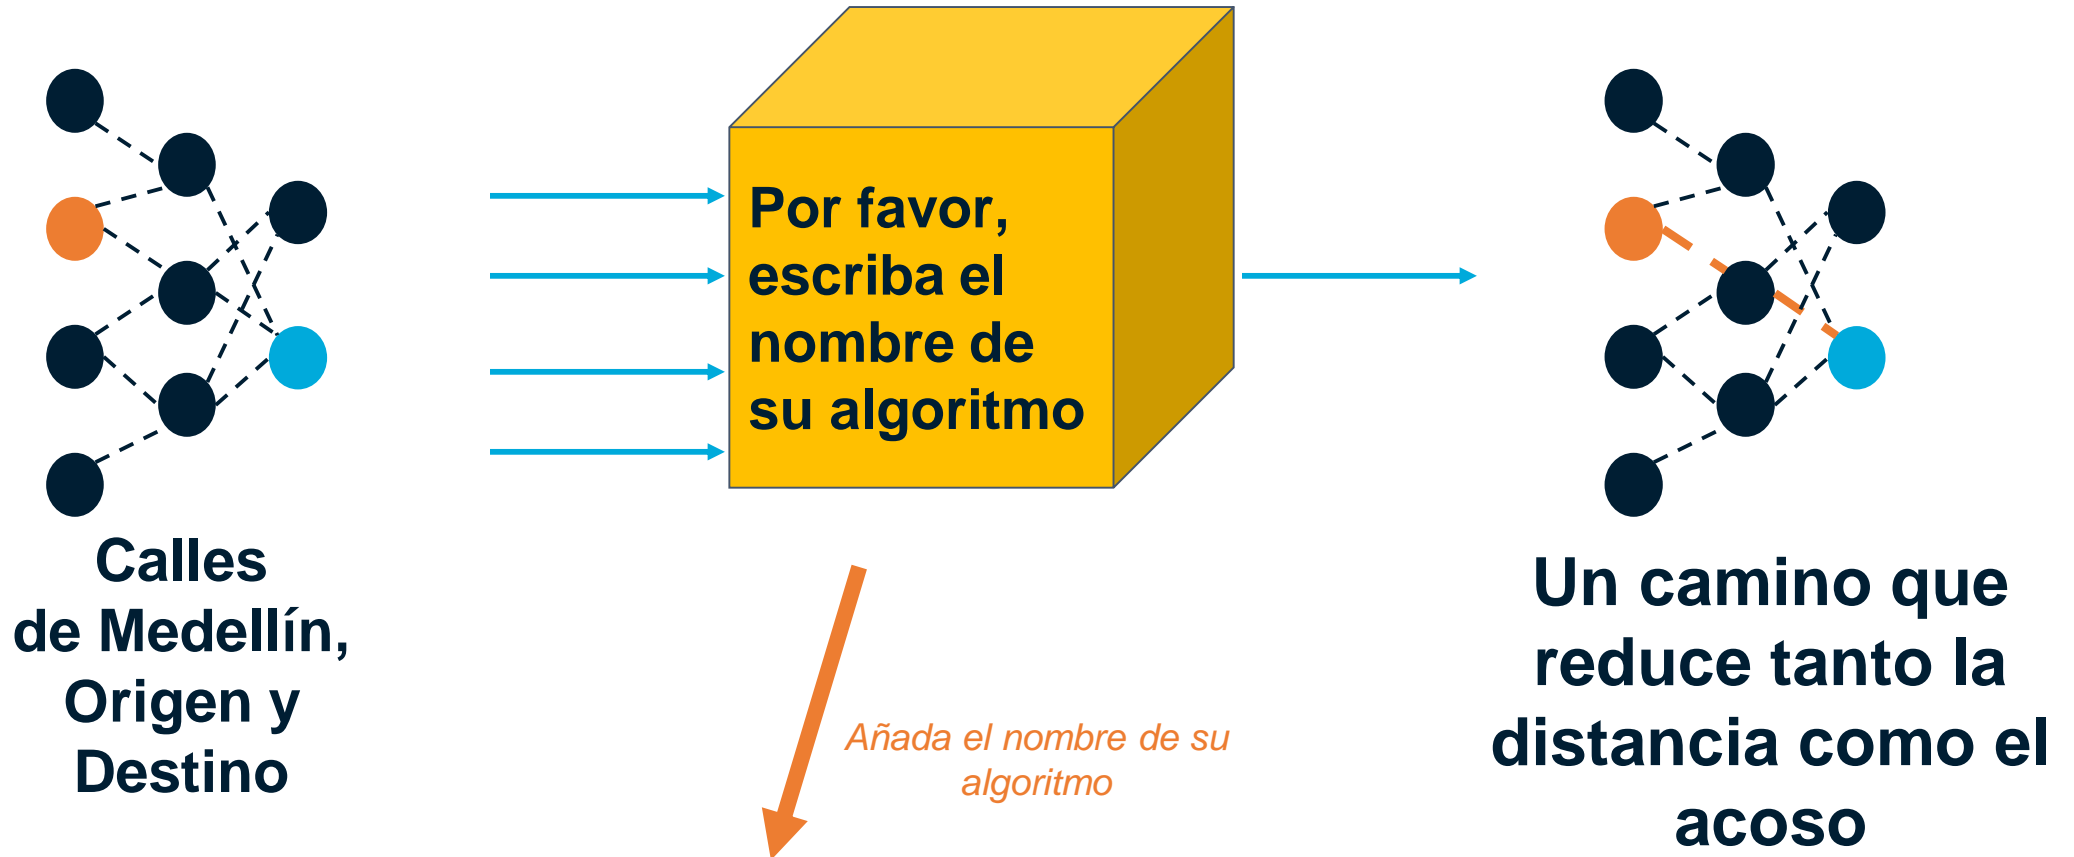 Por favor,
escriba el
nombre de
su algoritmo
Calles
de Medellín,
Origen y
Destino
Añada el nombre de su
algoritmo
Un camino que
reduce tanto la
distancia como el
acoso